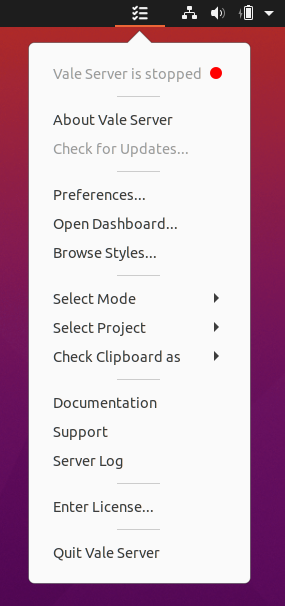 Vale Server is stopped
About Vale Server
Check for Updates...
Preferences...
Open Dashboard...
Browse Styles...
Select Mode
Select Project
Check Clipboard as
Documentation
Support
Server Log
Enter License...
Quit Vale Server